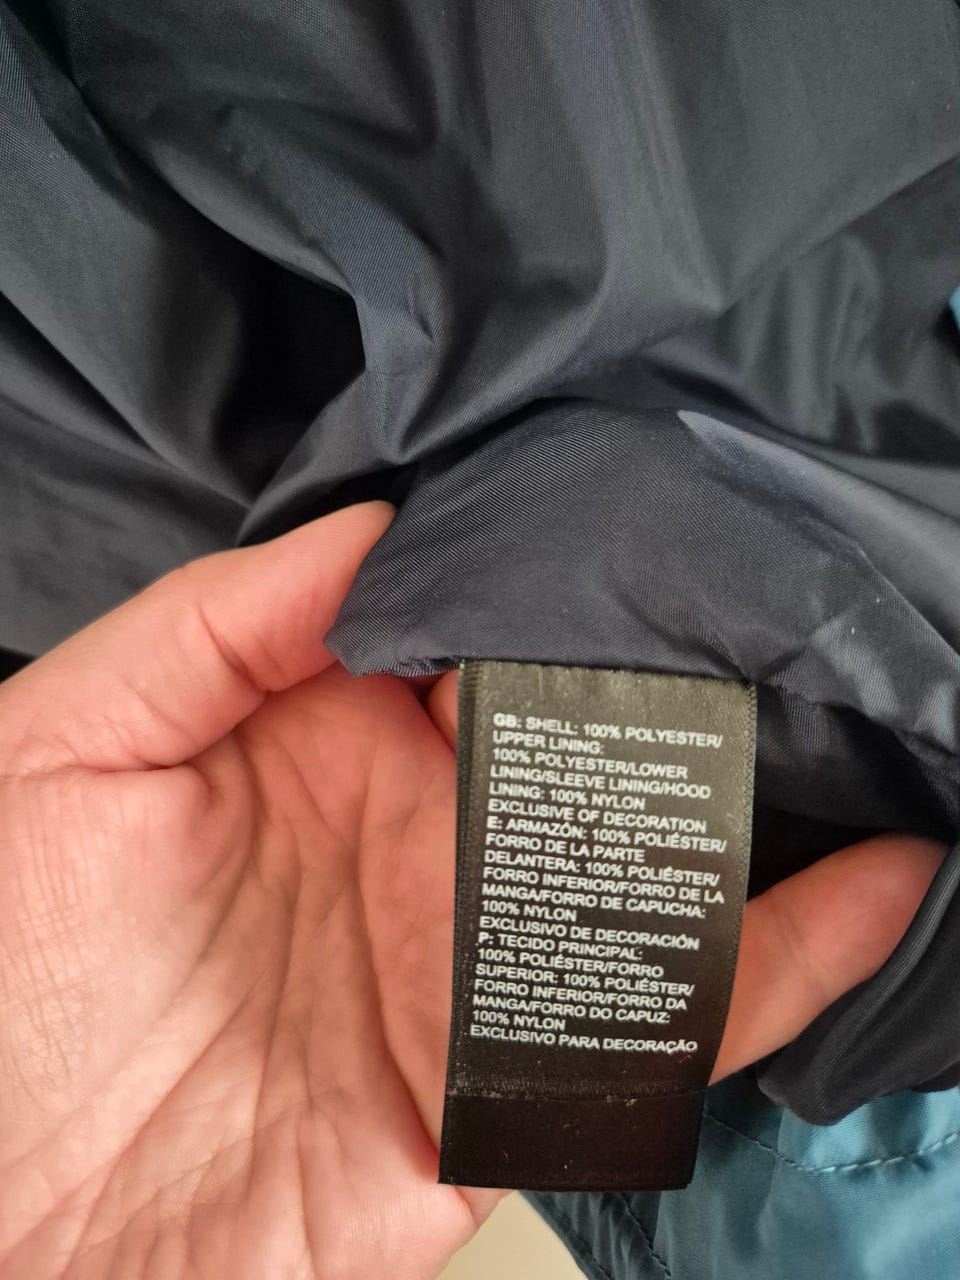 GB: SHELL: 100% POLYESTER/
UPPER LINING:
100% POLYESTER/LOWER
LINING/SLEEVE LINING/HOOD
LINING: 100% NYLON
EXCLUSIVE OF DECORATION
E: ARMAZÓN: 100% POLIÉSTER/
FORRO DE LA PARTE
DELANTERA: 100% POLIÉSTER/
FORRO INFERIOR/FORRO DE LA
MANGA/FORRO DE CAPUCHA:
100% NYLON
EXCLUSIVO DE DECORACIÓN
P: TECIDO PRINCIPAL:
100% POLIÉSTER/FORRO
SUPERIOR: 100% POLIÉSTER/
FORRO INFERIOR/FORRO DA
MANGA/FORRO DO CAPUZ:
100% NYLON
EXCLUSIVO PARA DECORAÇÃO